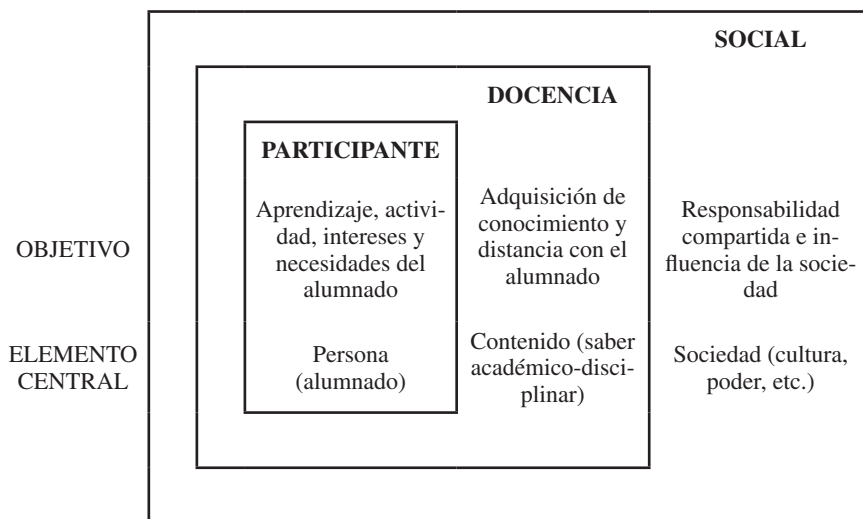 SOCIAL
DOCENCIA
PARTICIPANTE
OBJETIVO
Aprendizaje, activi-
dad, intereses y
necesidades del
alumnado
Adquisición de
conocimiento y
distancia con el
alumnado
Responsabilidad
compartida e in-
fluencia de la socie-
dad
ELEMENTO
CENTRAL
Persona
(alumnado)
Contenido (saber
académico-disci-
plinar)
Sociedad (cultura,
poder, etc.)